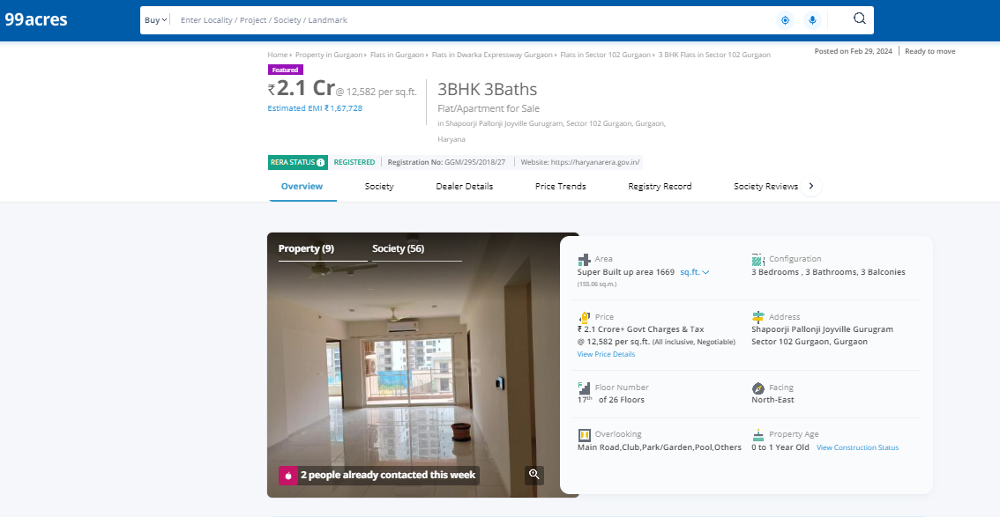 99acres
Buy
Enter Locality / Project / Society / Landmark
Home › Property in Gurgaon › Flats in Gurgaon › Flats in Dwarka Expressway Gurgaon › Flats in Sector 102 Gurgaon › 3 BHK Flats in Sector 102 Gurgaon
Posted on Feb 29, 2024 | Ready to move
Featured
₹2.1 Cr @ 12,582 per sq.ft.
Estimated EMI ₹1,67,728
3BHK 3Baths
Flat/Apartment for Sale
in Shapoorji Pallonji Joyville Gurugram, Sector 102 Gurgaon, Gurgaon,
Haryana
RERA STATUS REGISTERED | Registration No: GGM/295/2018/27 | Website: https://haryanarera.gov.in/
Overview Society Dealer Details Price Trends Registry Record Society Reviews
Property (9) Society (56)
2 people already contacted this week
Area
Super Built up area 1669 sq.ft.
(155.06 sq.m.)
Configuration
3 Bedrooms , 3 Bathrooms, 3 Balconies
Price
₹ 2.1 Crore+ Govt Charges & Tax
@ 12,582 per sq.ft. (All inclusive, Negotiable)
View Price Details
Address
Shapoorji Pallonji Joyville Gurugram
Sector 102 Gurgaon, Gurgaon
Floor Number
17th of 26 Floors
Facing
North-East
Overlooking
Main Road,Club,Park/Garden,Pool,Others
Property Age
0 to 1 Year Old View Construction Status